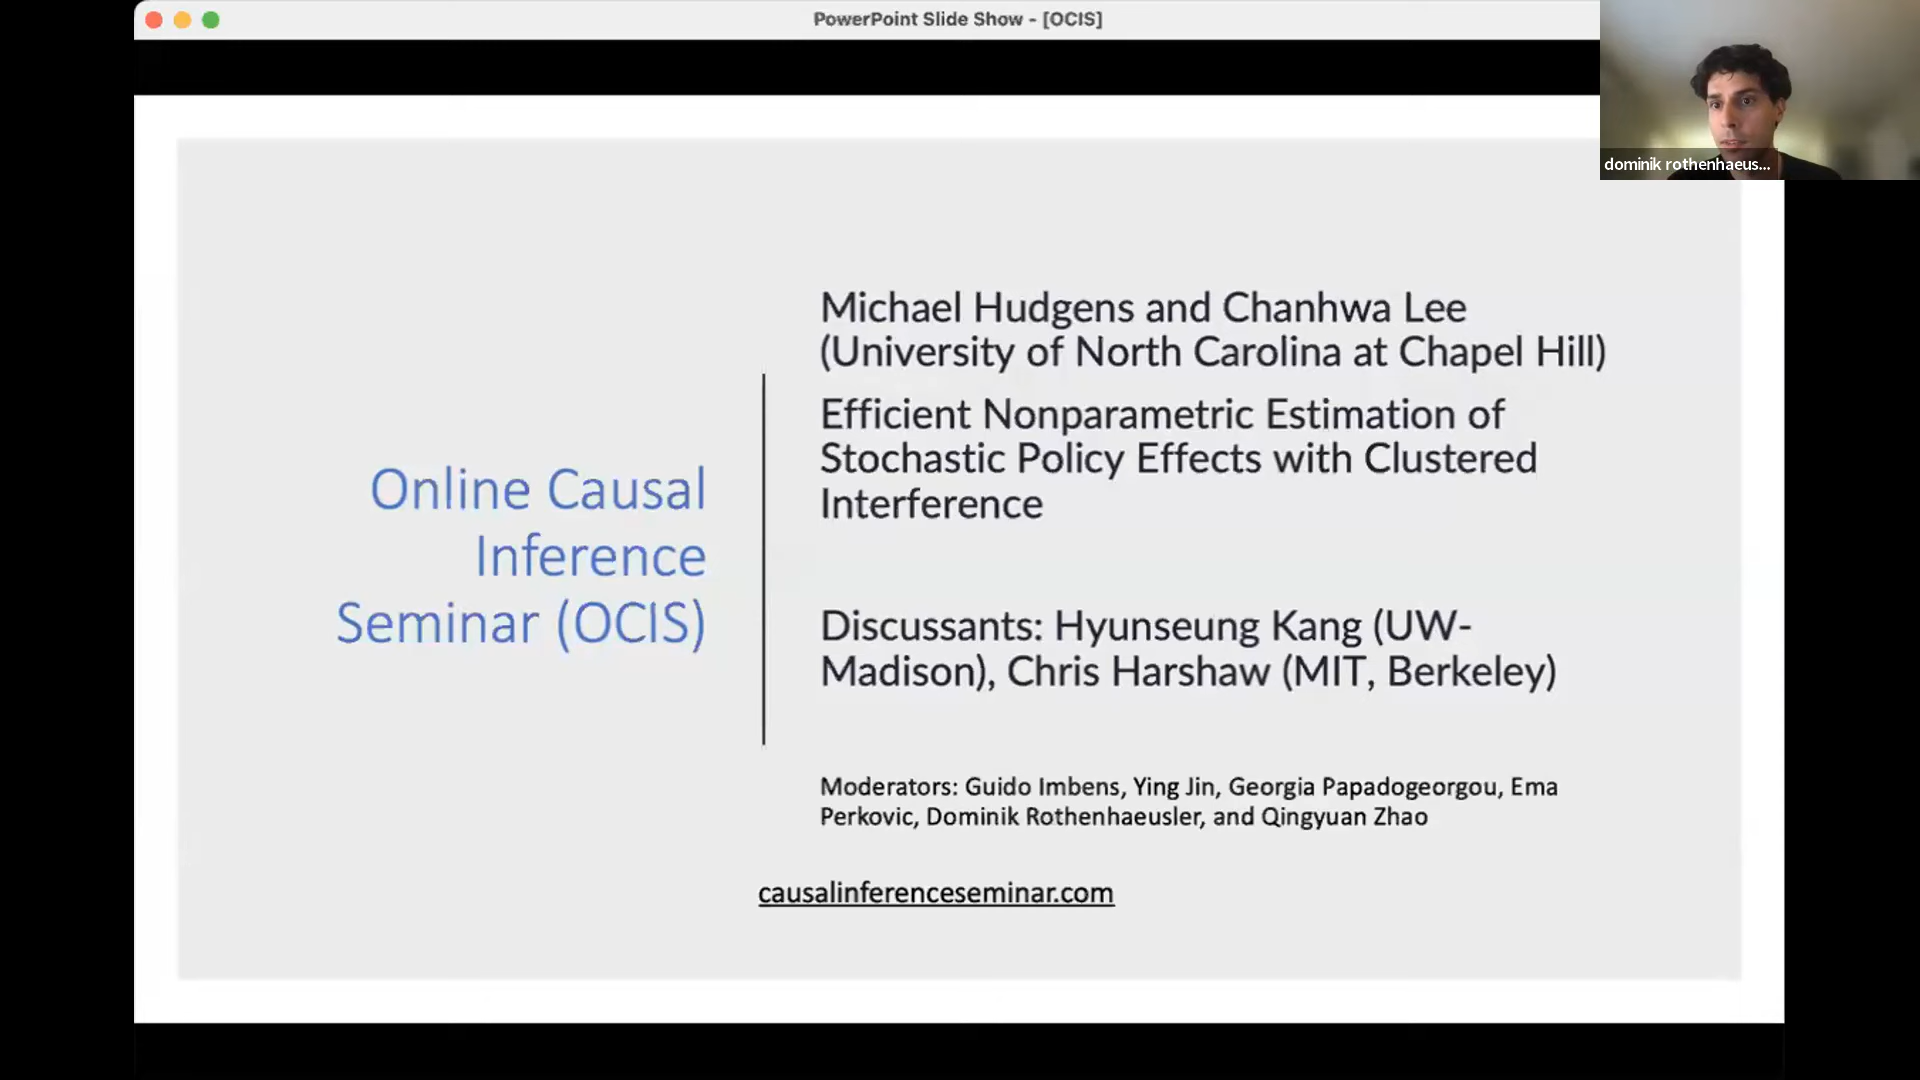 PowerPoint Slide Show - [OCIS]
dominik rothenhaeus...
Online Causal
Inference
Seminar (OCIS)
Michael Hudgens and Chanhwa Lee
(University of North Carolina at Chapel Hill)
Efficient Nonparametric Estimation of
Stochastic Policy Effects with Clustered
Interference
Discussants: Hyunseung Kang (UW-
Madison), Chris Harshaw (MIT, Berkeley)
Moderators: Guido Imbens, Ying Jin, Georgia Papadogeorgou, Ema
Perkovic, Dominik Rothenhaeusler, and Qingyuan Zhao
causalinferenceseminar.com